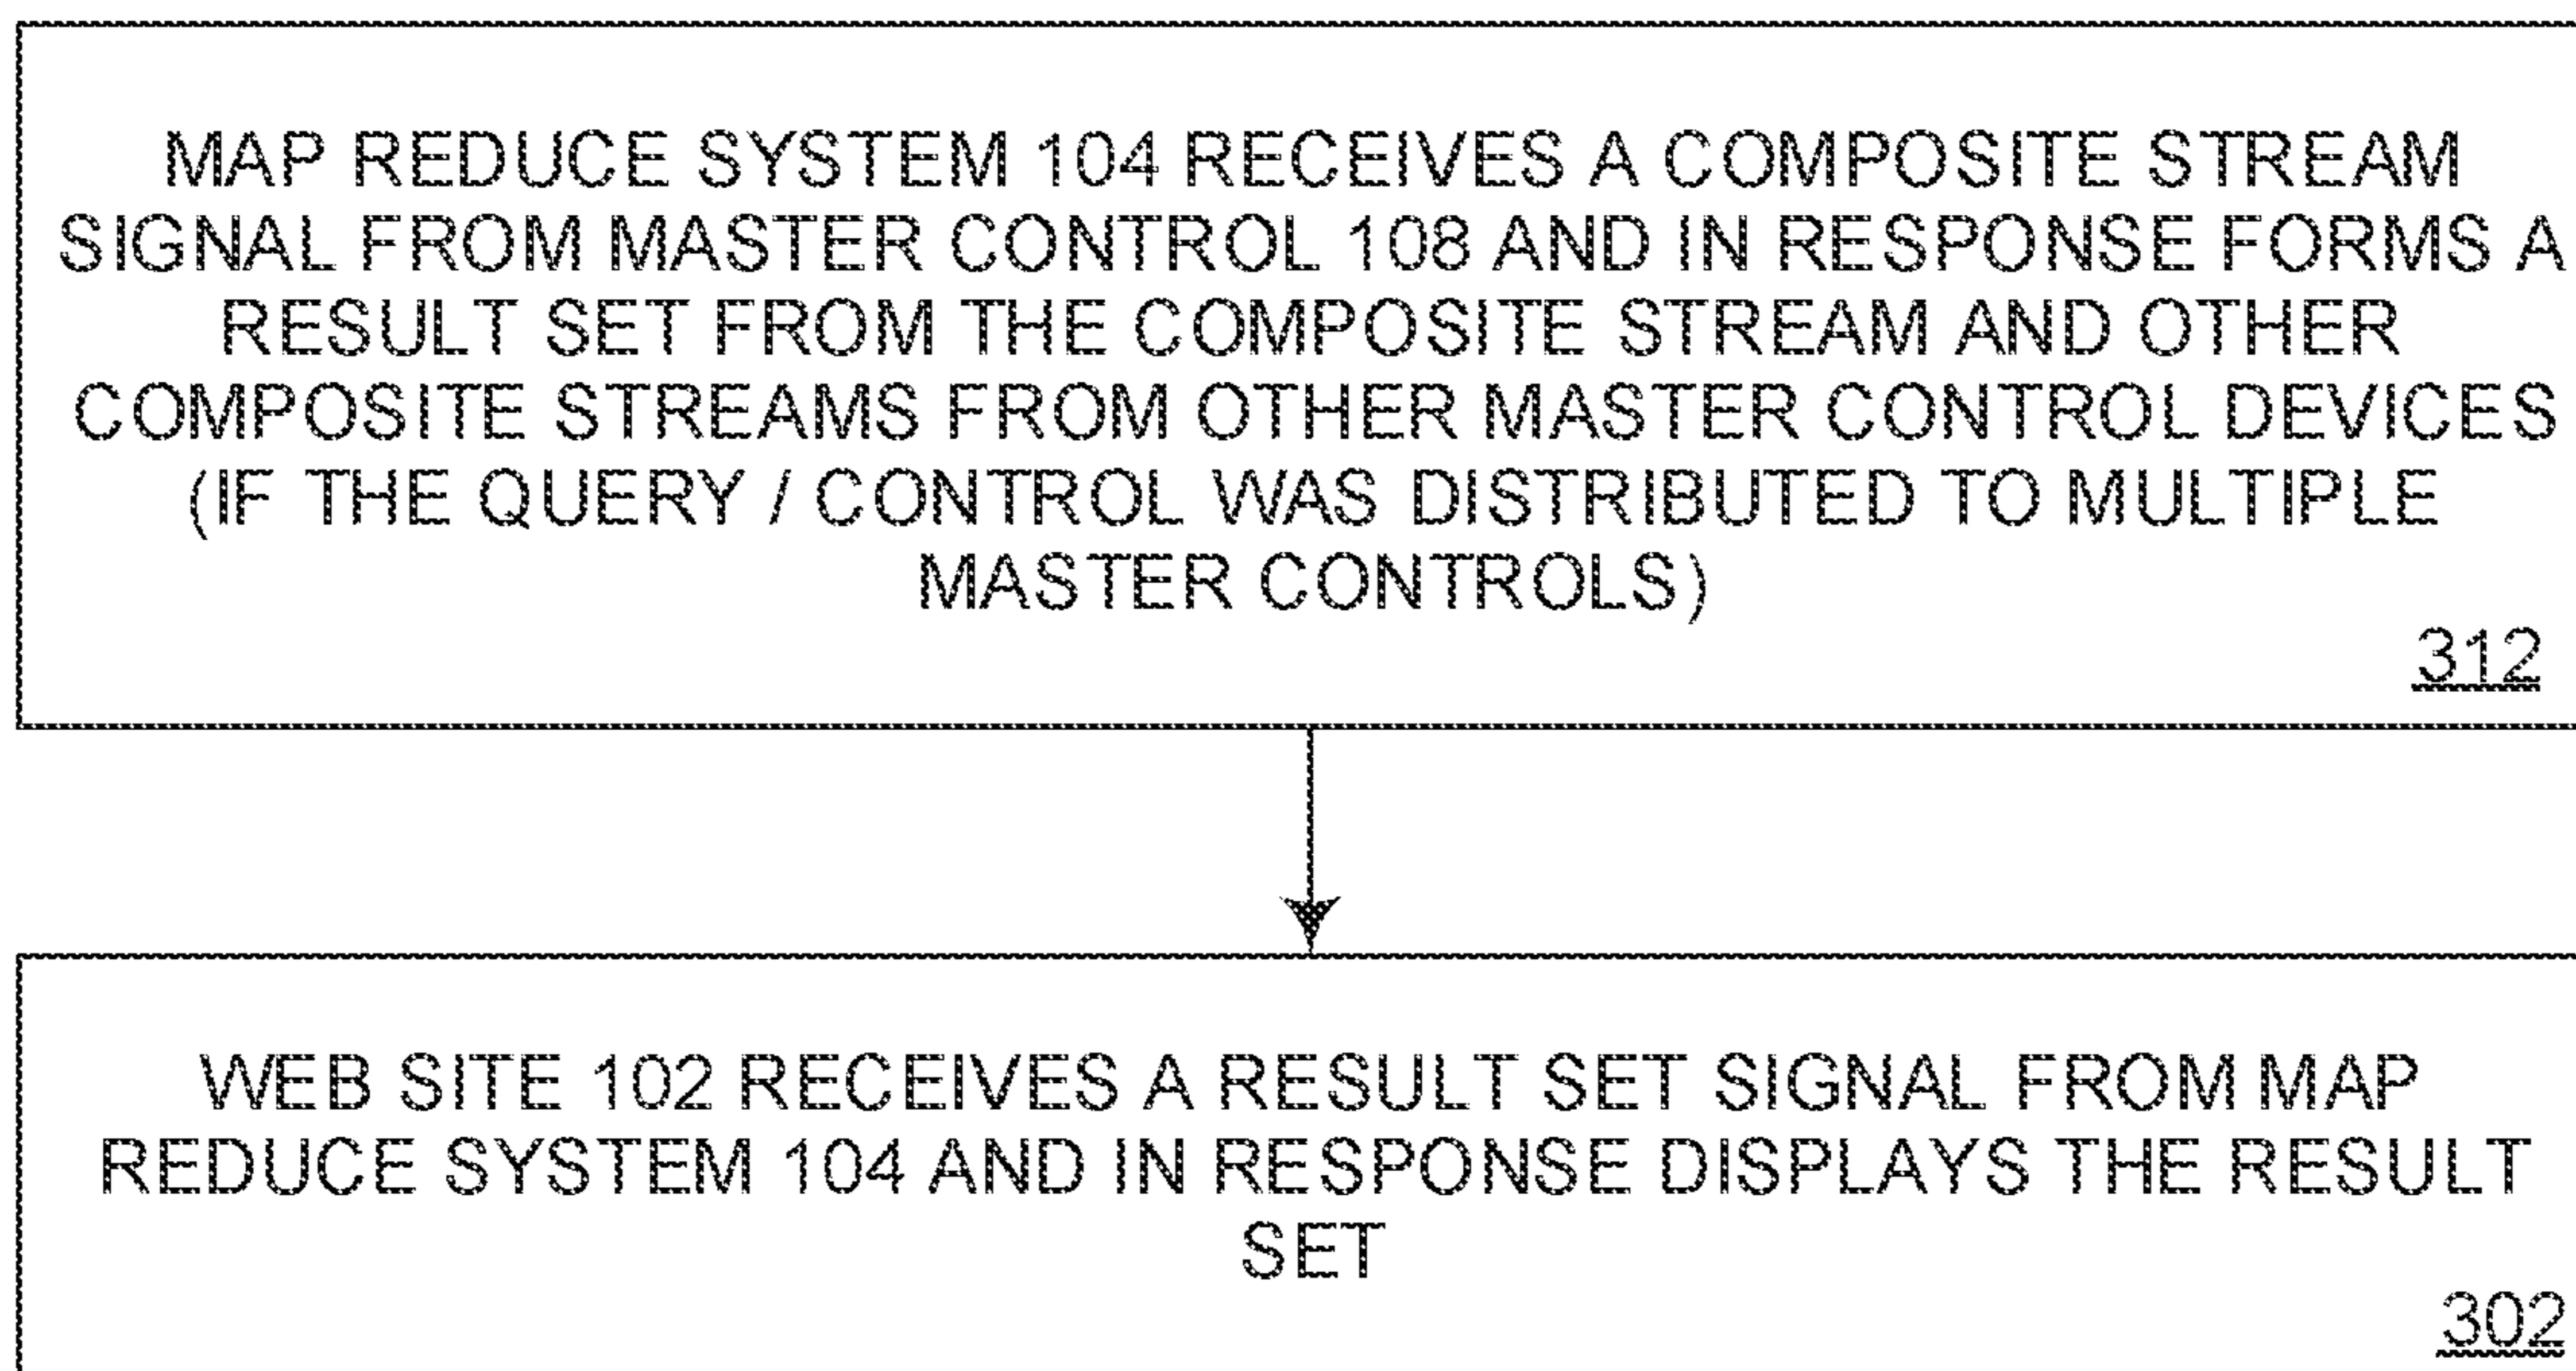 MAP REDUCE SYSTEM 104 RECEIVES A COMPOSITE STREAM
SIGNAL FROM MASTER CONTROL 108 AND IN RESPONSE FORMS A
RESULT SET FROM THE COMPOSITE STREAM AND OTHER
COMPOSITE STREAMS FROM OTHER MASTER CONTROL DEVICES
(IF THE QUERY / CONTROL WAS DISTRIBUTED TO MULTIPLE
MASTER CONTROLS)
312
WEB SITE 102 RECEIVES A RESULT SET SIGNAL FROM MAP
REDUCE SYSTEM 104 AND IN RESPONSE DISPLAYS THE RESULT
SET
302